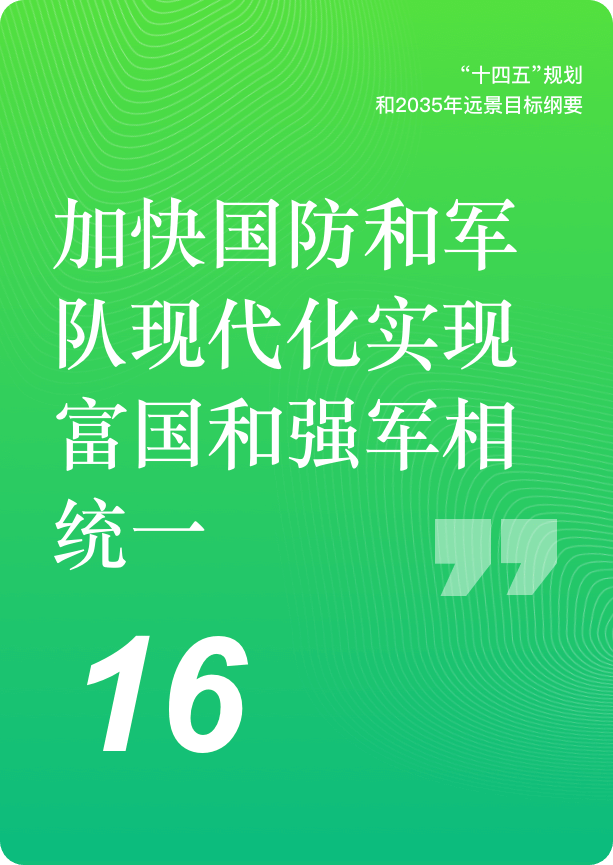 “十四五”规划
和2035年远景目标纲要
加快国防和军
队现代化实现
富国和强军相
统一
16